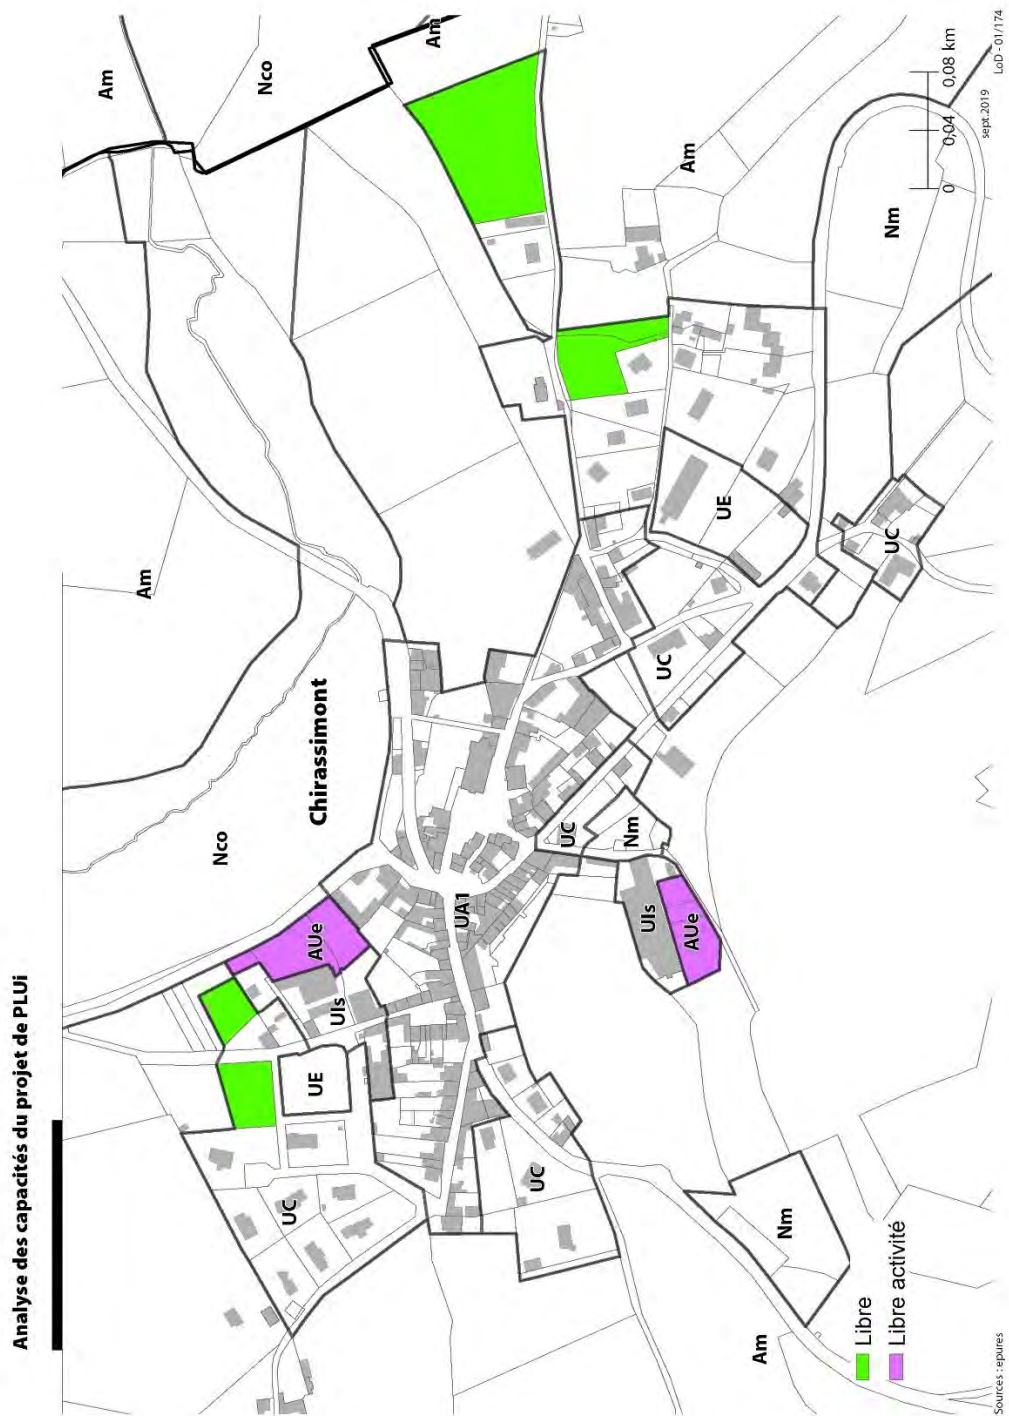 Analyse des capacités du projet de PLUi
Am
Nco
Am
Am
Am
Nm
Chirassimont
Nco
UE
UC
UC
UA1
UC
Nm
UIs
AUe
AUe
UIs
UE
UC
UC
Nm
Am
Libre
Libre activité
0
0,04
0,08 km
sept.2019
LoD - 01/174
Sources : epures